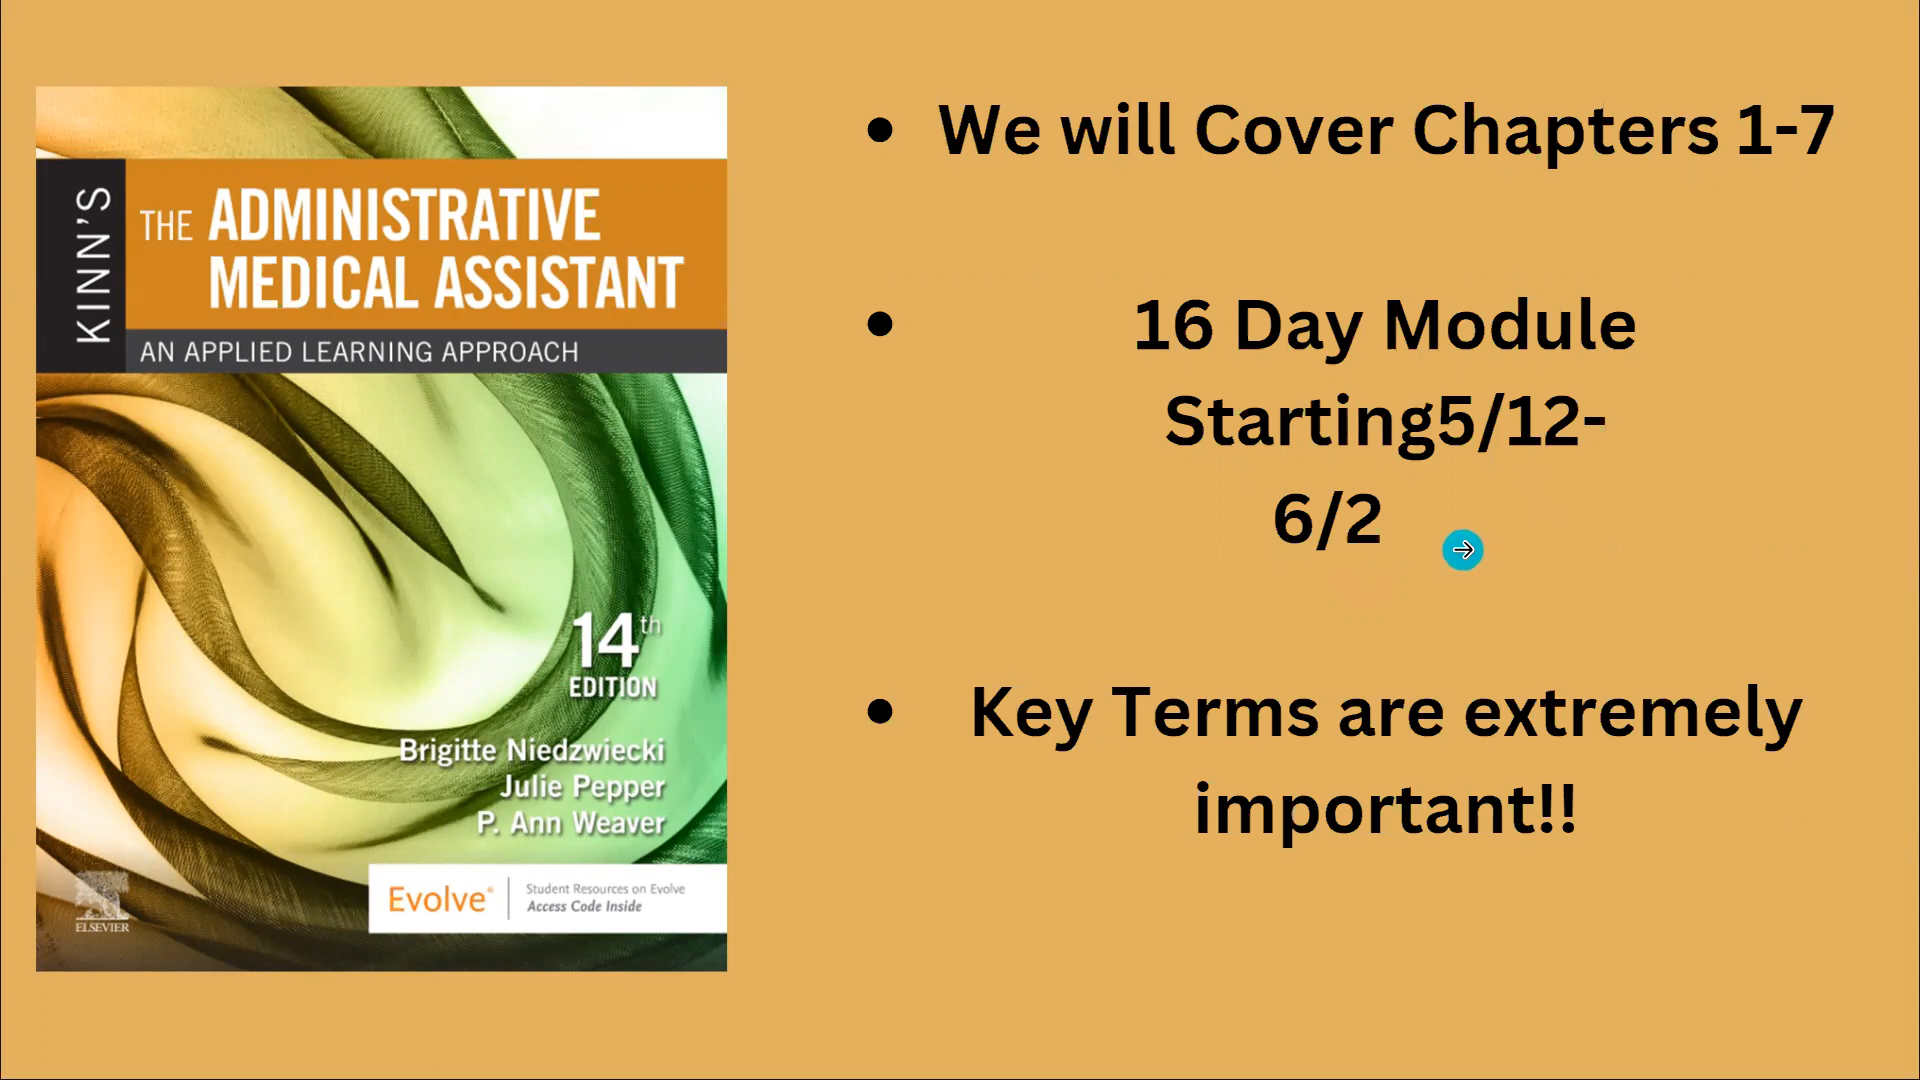 KINN'S
THE ADMINISTRATIVE
MEDICAL ASSISTANT
AN APPLIED LEARNING APPROACH
14th
EDITION
Brigitte Niedzwiecki
Julie Pepper
P. Ann Weaver
ELSEVIER
Evolve®
Student Resources on Evolve
Access Code Inside
• We will Cover Chapters 1-7
• 16 Day Module
Starting5/12-
6/2
• Key Terms are extremely
important!!